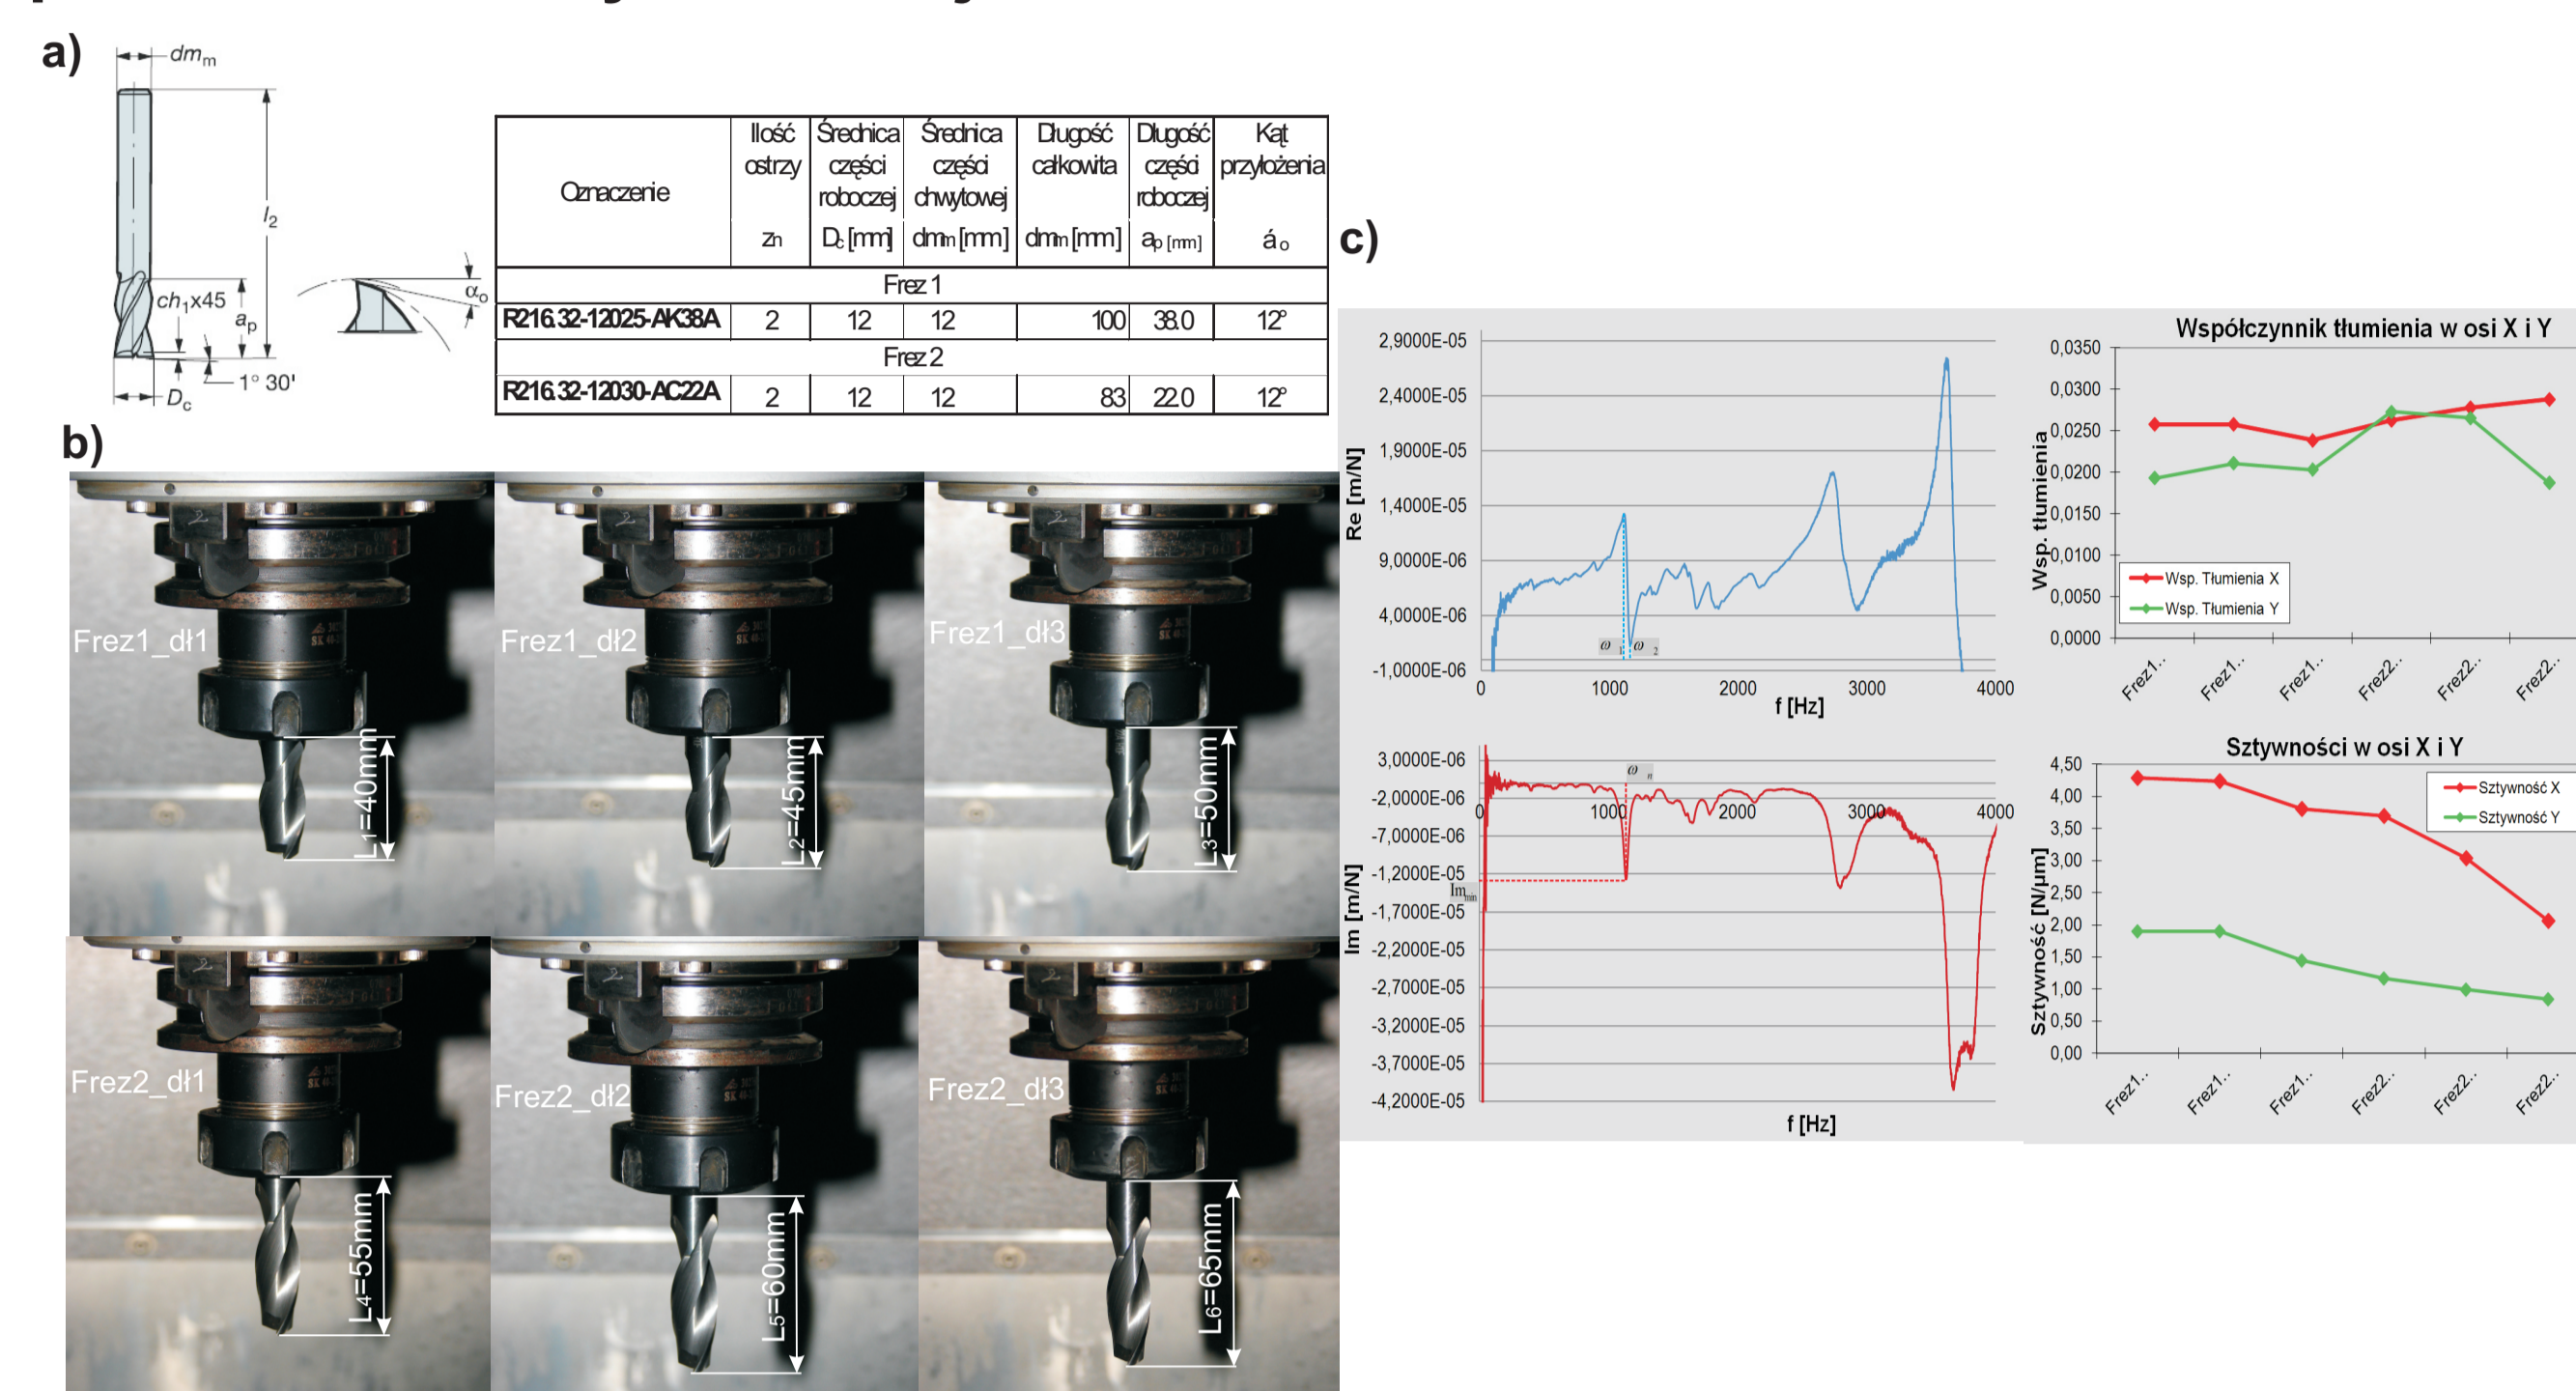 a)
dmm
l2
ch1x45
ap
αo
1° 30'
Dc
Oznaczenie
Ilość ostrzy zn
Średnica części roboczej Dc [mm]
Średnica części chwytowej dmm [mm]
Długość całkowita dmm [mm]
Długość części roboczej ap [mm]
Kąt przyłożenia áo
Frez 1
R216.32-12025-AK38A 2 12 12 100 38.0 12°
Frez 2
R216.32-12030-AC22A 2 12 12 83 22.0 12°
b)
Frez1_dł1
L1=40mm
Frez1_dł2
L2=45mm
Frez1_dł3
L3=50mm
Frez2_dł1
L4=55mm
Frez2_dł2
L5=60mm
Frez2_dł3
L6=65mm
c)
Re [m/N]
2,9000E-05
2,4000E-05
1,9000E-05
1,4000E-05
9,0000E-06
4,0000E-06
-1,0000E-06
ω 1 ω 2
0 1000 2000 3000 4000
f [Hz]
Im [m/N]
3,0000E-06
-2,0000E-06
-7,0000E-06
-1,2000E-05
-1,7000E-05
-2,2000E-05
-2,7000E-05
-3,2000E-05
-3,7000E-05
-4,2000E-05
ω n
Immin
0 1000 2000 3000 4000
f [Hz]
Współczynnik tłumienia w osi X i Y
Wsp. tłumienia
0,0350
0,0300
0,0250
0,0200
0,0150
0,0100
0,0050
0,0000
Wsp. Tłumienia X
Wsp. Tłumienia Y
Frez1.. Frez1.. Frez1.. Frez2.. Frez2.. Frez2..
Sztywności w osi X i Y
Sztywność [N/µm]
4,50
4,00
3,50
3,00
2,50
2,00
1,50
1,00
0,50
0,00
Sztywność X
Sztywność Y
Frez1.. Frez1.. Frez1.. Frez2.. Frez2.. Frez2..